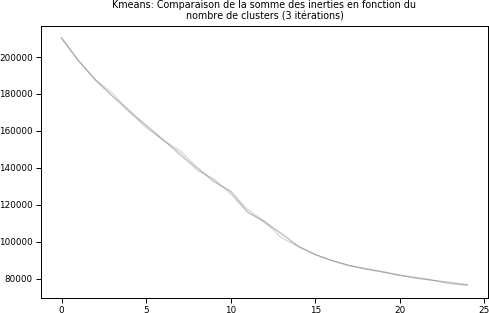 Kmeans: Comparaison de la somme des inerties en fonction du
nombre de clusters (3 itérations)
200000
180000
160000
140000
120000
100000
80000
0 5 10 15 20 25